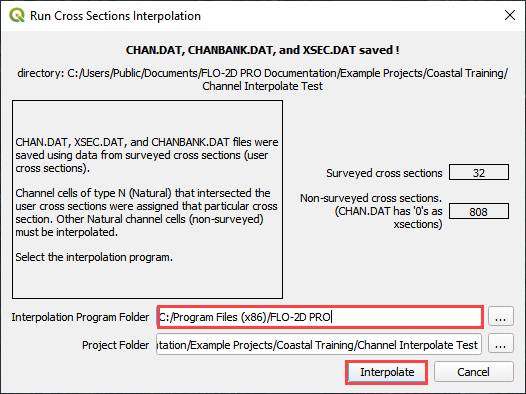 Run Cross Sections Interpolation
CHAN.DAT, CHANBANK.DAT, and XSEC.DAT saved !
directory: C:/Users/Public/Documents/FLO-2D PRO Documentation/Example Projects/Coastal Training/
Channel Interpolate Test
CHAN.DAT, XSEC.DAT, and CHANBANK.DAT files were
saved using data from surveyed cross sections (user
cross sections).
Channel cells of type N (Natural) that intersected the
user cross sections were assigned that particular cross
section. Other Natural channel cells (non-surveyed)
must be interpolated.
Select the interpolation program.
Surveyed cross sections 32
Non-surveyed cross sections.
(CHAN.DAT has '0's as 808
xsections)
Interpolation Program Folder C:/Program Files (x86)/FLO-2D PRO ...
Project Folder ntation/Example Projects/Coastal Training/Channel Interpolate Test ...
Interpolate Cancel